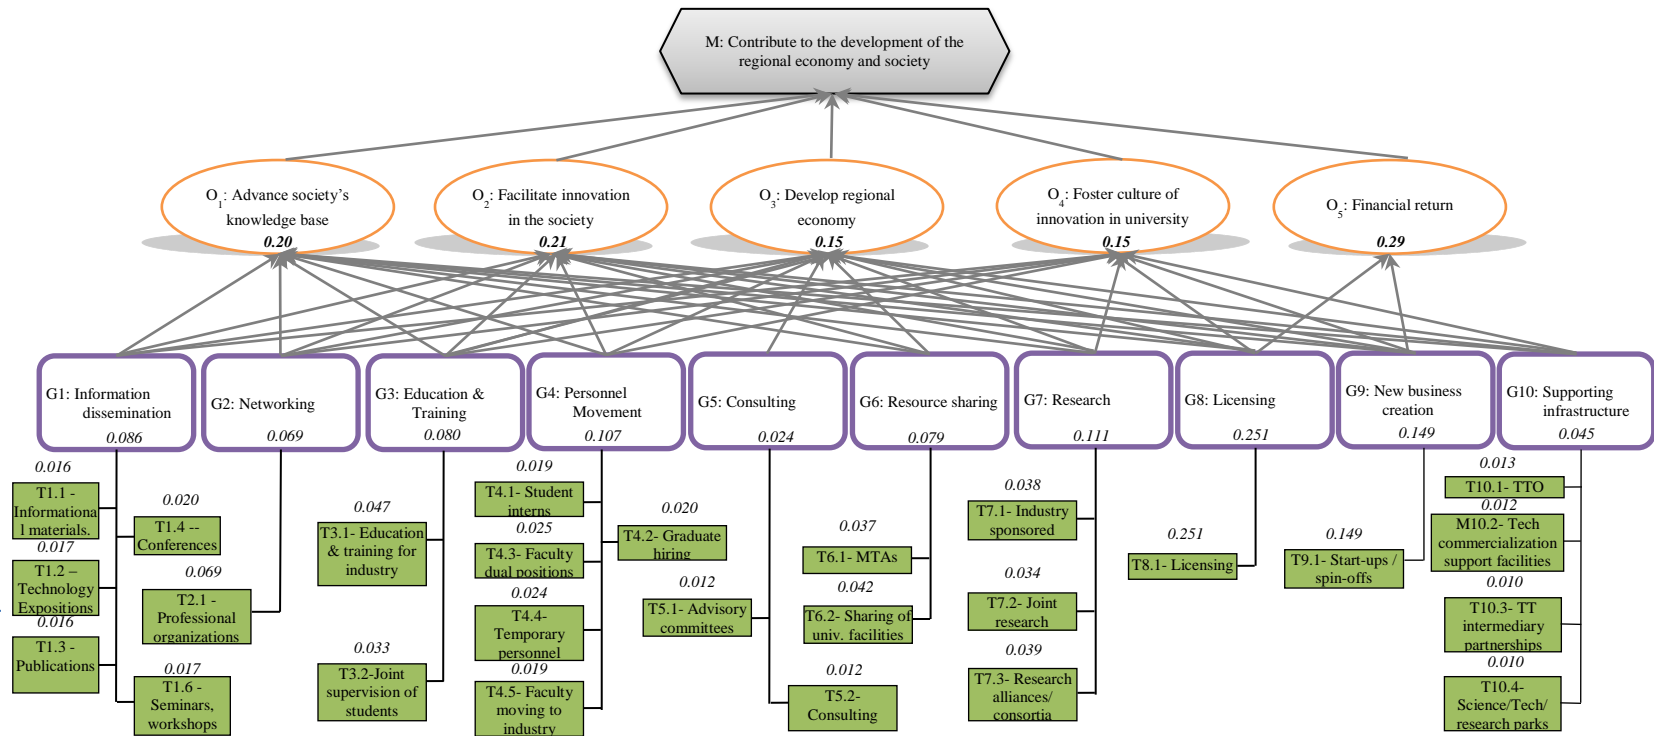 M: Contribute to the development of the
regional economy and society
O1: Advance society's
knowledge base
0.20
O2: Facilitate innovation
in the society
0.21
O3: Develop regional
economy
0.15
O4: Foster culture of
innovation in university
0.15
O5: Financial return
0.29
G1: Information
dissemination
0.086
G2: Networking
0.069
G3: Education &
Training
0.080
G4: Personnel
Movement
0.107
G5: Consulting
0.024
G6: Resource sharing
0.079
G7: Research
0.111
G8: Licensing
0.251
G9: New business
creation
0.149
G10: Supporting
infrastructure
0.045
0.016
T1.1 -
Informationa
l materials.
0.017
T1.2 –
Technology
Expositions
0.016
T1.3 -
Publications
0.020
T1.4 --
Conferences
0.017
T1.6 -
Seminars,
workshops
0.069
T2.1 -
Professional
organizations
0.047
T3.1- Education
& training for
industry
0.033
T3.2-Joint
supervision of
students
0.019
T4.1- Student
interns
0.025
T4.3- Faculty
dual positions
0.024
T4.4-
Temporary
personnel
0.019
T4.5- Faculty
moving to
industry
0.020
T4.2- Graduate
hiring
0.012
T5.1- Advisory
committees
0.012
T5.2-
Consulting
0.037
T6.1- MTAs
0.042
T6.2- Sharing of
univ. facilities
0.038
T7.1- Industry
sponsored
0.034
T7.2- Joint
research
0.039
T7.3- Research
alliances/
consortia
0.251
T8.1- Licensing
0.149
T9.1- Start-ups /
spin-offs
0.013
T10.1- TTO
0.012
M10.2- Tech
commercialization
support facilities
0.010
T10.3- TT
intermediary
partnerships
0.010
T10.4-
Science/Tech/
research parks